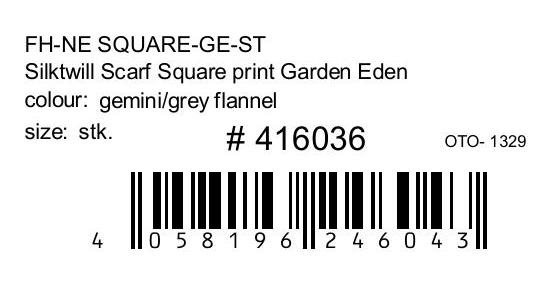 FH-NE SQUARE-GE-ST
Silktwill Scarf Square print Garden Eden
colour: gemini/grey flannel
size: stk.
# 416036
OTO- 1329
4 058196 246043